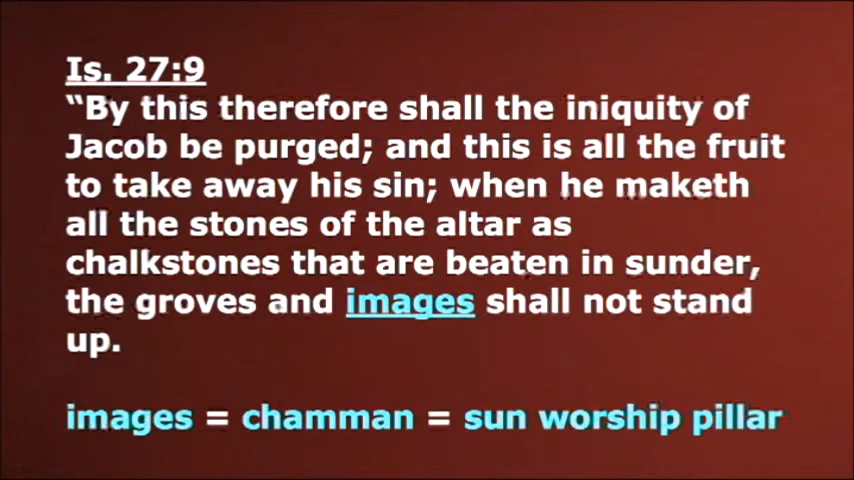 Is. 27:9
“By this therefore shall the iniquity of
Jacob be purged; and this is all the fruit
to take away his sin; when he maketh
all the stones of the altar as
chalkstones that are beaten in sunder,
the groves and images shall not stand
up.
images = chamman = sun worship pillar